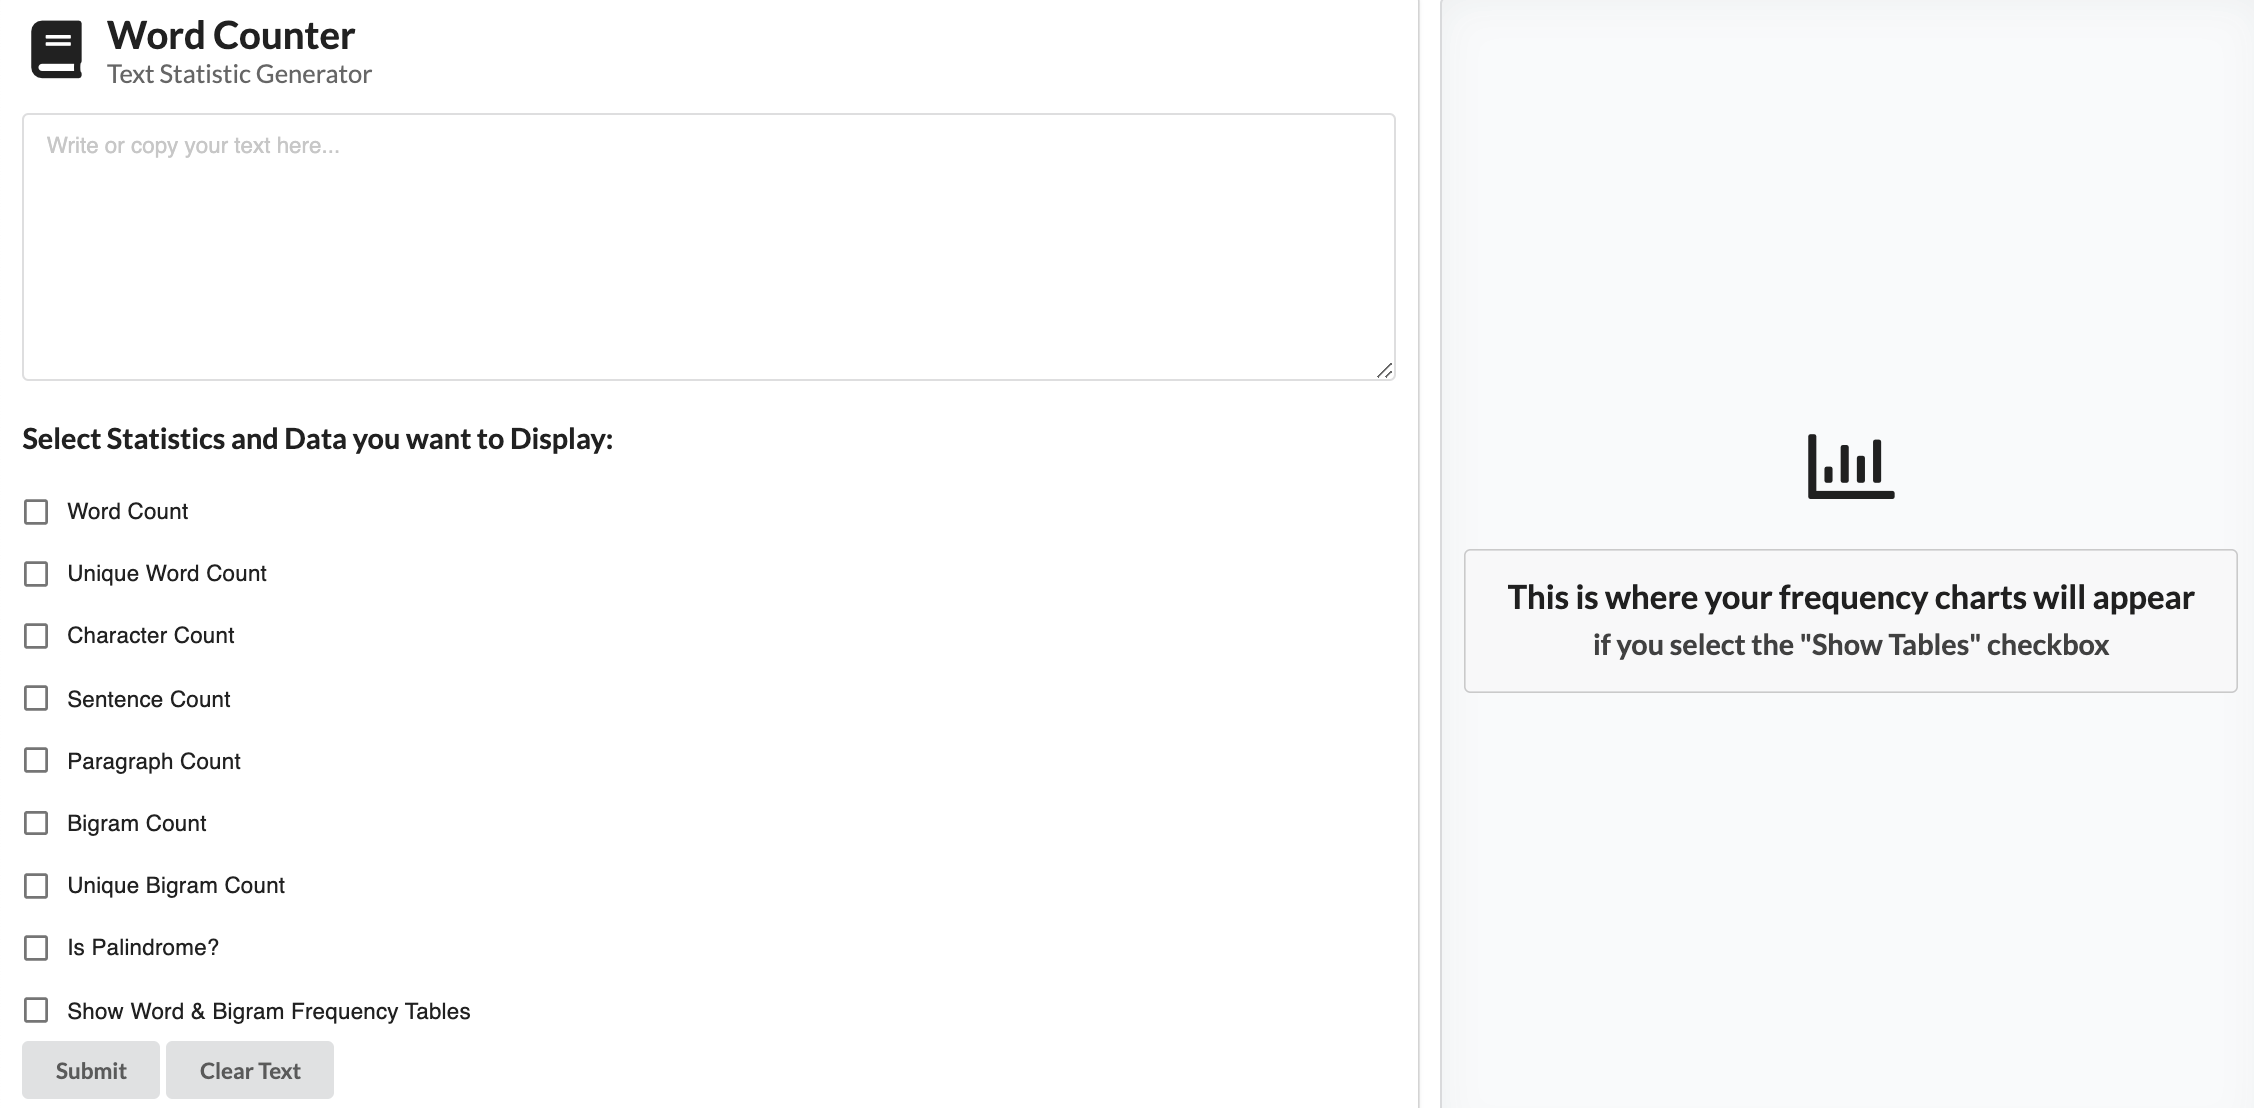 Word Counter
Text Statistic Generator
Write or copy your text here...
Select Statistics and Data you want to Display:
Word Count
Unique Word Count
Character Count
Sentence Count
Paragraph Count
Bigram Count
Unique Bigram Count
Is Palindrome?
Show Word & Bigram Frequency Tables
Submit
Clear Text
This is where your frequency charts will appear
if you select the "Show Tables" checkbox